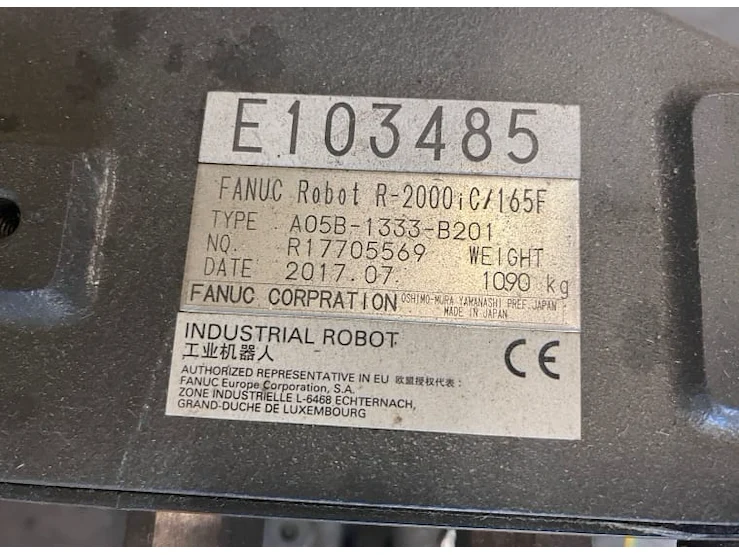 E103485
FANUC Robot R-2000iC/165F
TYPE A05B-1333-B201
NO. R17705569 WEIGHT
DATE 2017.07. 1090 kg
FANUC CORPRATION OSHIMO-MURA YAMANASHI PREF. JAPAN
MADE IN JAPAN
INDUSTRIAL ROBOT
工业机器人 CE
AUTHORIZED REPRESENTATIVE IN EU 欧盟授权代表:
FANUC Europe Corporation, S.A.
ZONE INDUSTRIELLE L-6468 ECHTERNACH,
GRAND-DUCHE DE LUXEMBOURG